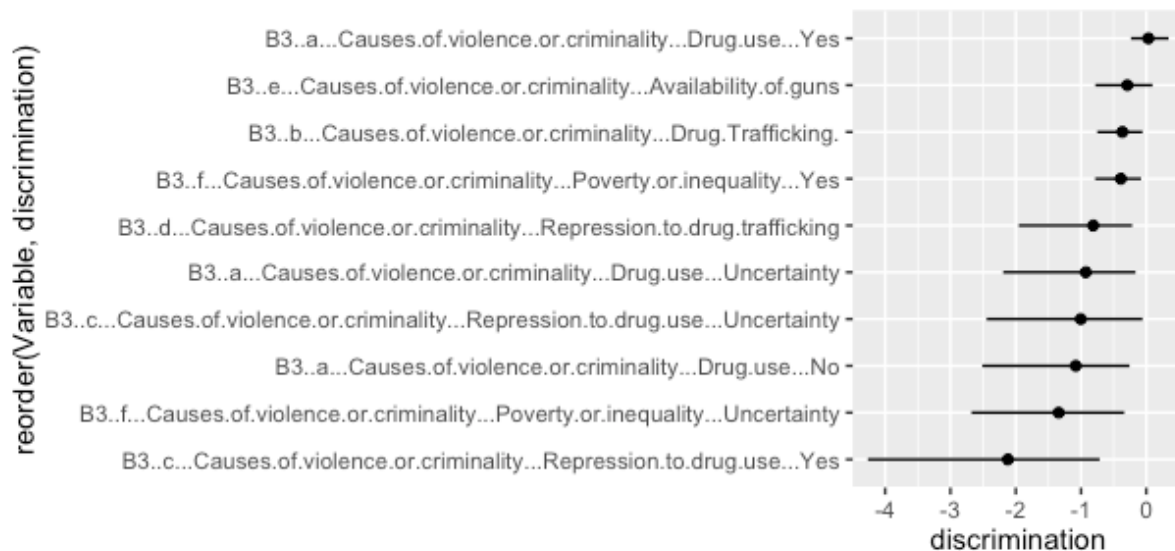 reorder(Variable, discrimination)
B3..a...Causes.of.violence.or.criminality...Drug.use...Yes
B3..e...Causes.of.violence.or.criminality...Availability.of.guns
B3..b...Causes.of.violence.or.criminality...Drug.Trafficking.
B3..f...Causes.of.violence.or.criminality...Poverty.or.inequality...Yes
B3..d...Causes.of.violence.or.criminality...Repression.to.drug.trafficking
B3..a...Causes.of.violence.or.criminality...Drug.use...Uncertainty
B3..c...Causes.of.violence.or.criminality...Repression.to.drug.use...Uncertainty
B3..a...Causes.of.violence.or.criminality...Drug.use...No
B3..f...Causes.of.violence.or.criminality...Poverty.or.inequality...Uncertainty
B3..c...Causes.of.violence.or.criminality...Repression.to.drug.use...Yes
-4 -3 -2 -1 0
discrimination